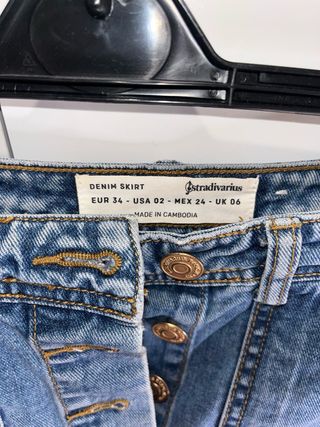 DENIM SKIRT stradivarius
EUR 34 - USA 02 - MEX 24 - UK 06
MADE IN CAMBODIA